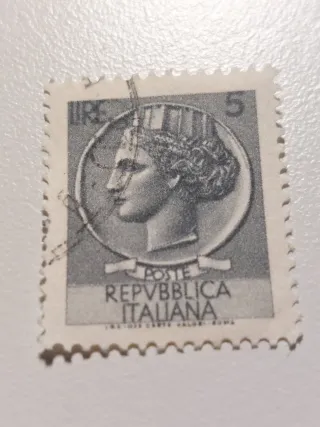 LIRE 5
POSTE
REPVBBLICA
ITALIANA